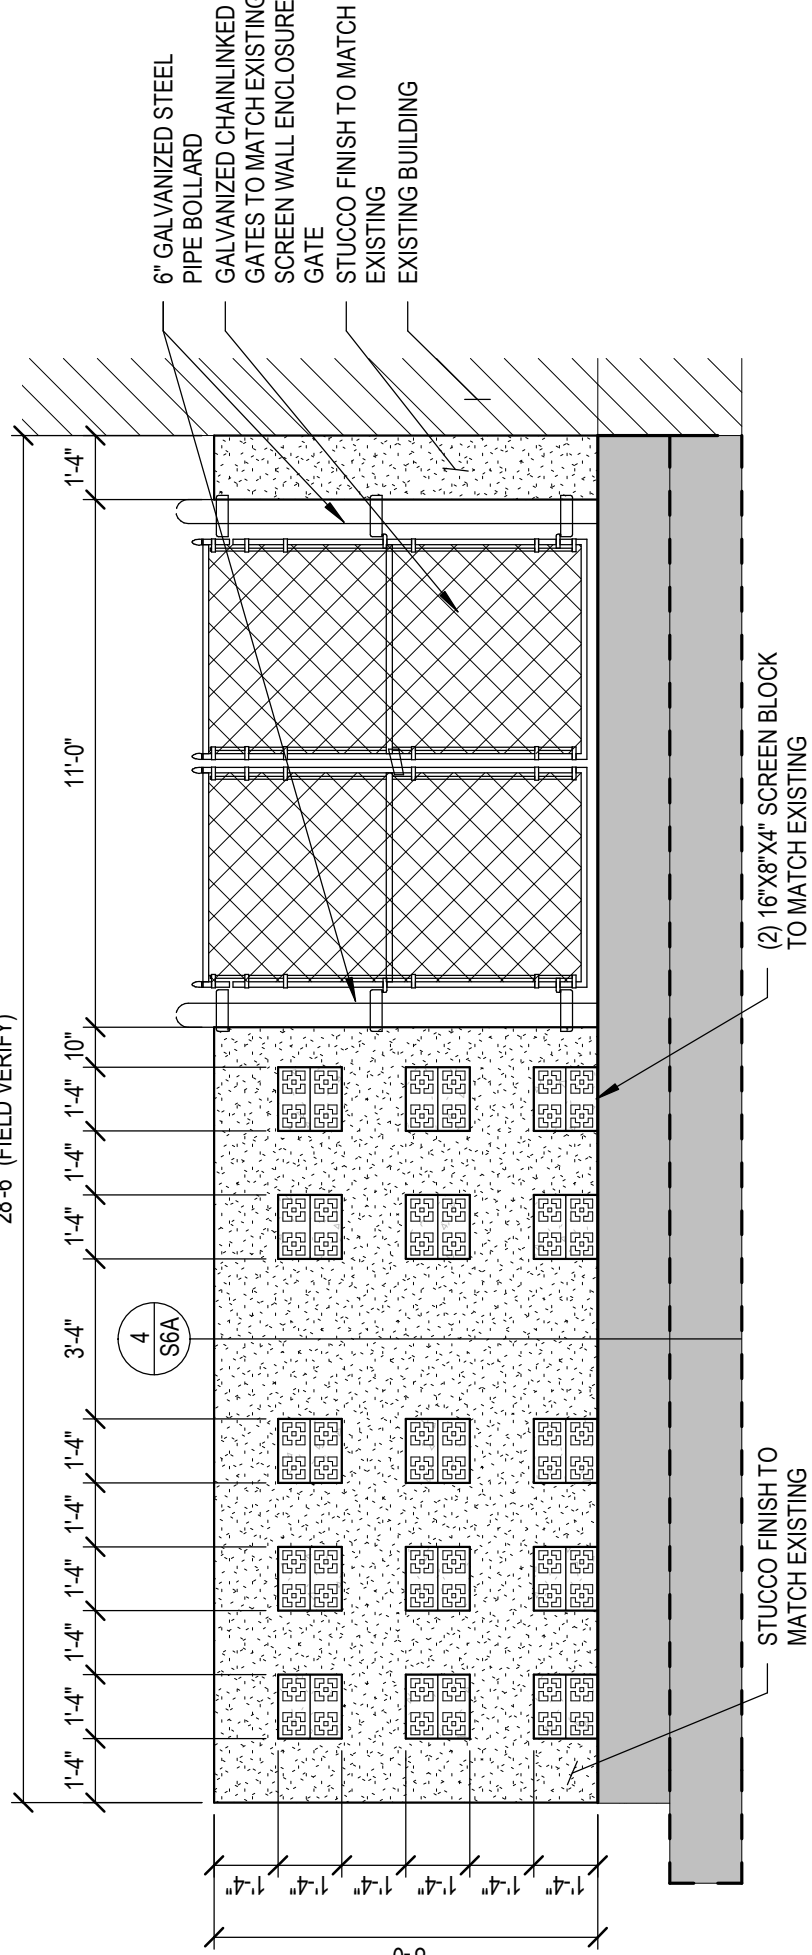 28'-6" (FIELD VERIFY)
1'-4"
1'-4"
1'-4"
1'-4"
1'-4"
1'-4"
3'-4"
1'-4"
1'-4"
1'-4"
10"
11'-0"
1'-4"
4
S6A
6" GALVANIZED STEEL
PIPE BOLLARD
GALVANIZED CHAINLINKED
GATES TO MATCH EXISTING
SCREEN WALL ENCLOSURE
GATE
STUCCO FINISH TO MATCH
EXISTING
EXISTING BUILDING
1'-4"
1'-4"
1'-4"
1'-4"
1'-4"
1'-4"
STUCCO FINISH TO
MATCH EXISTING
(2) 16"X8"X4" SCREEN BLOCK
TO MATCH EXISTING